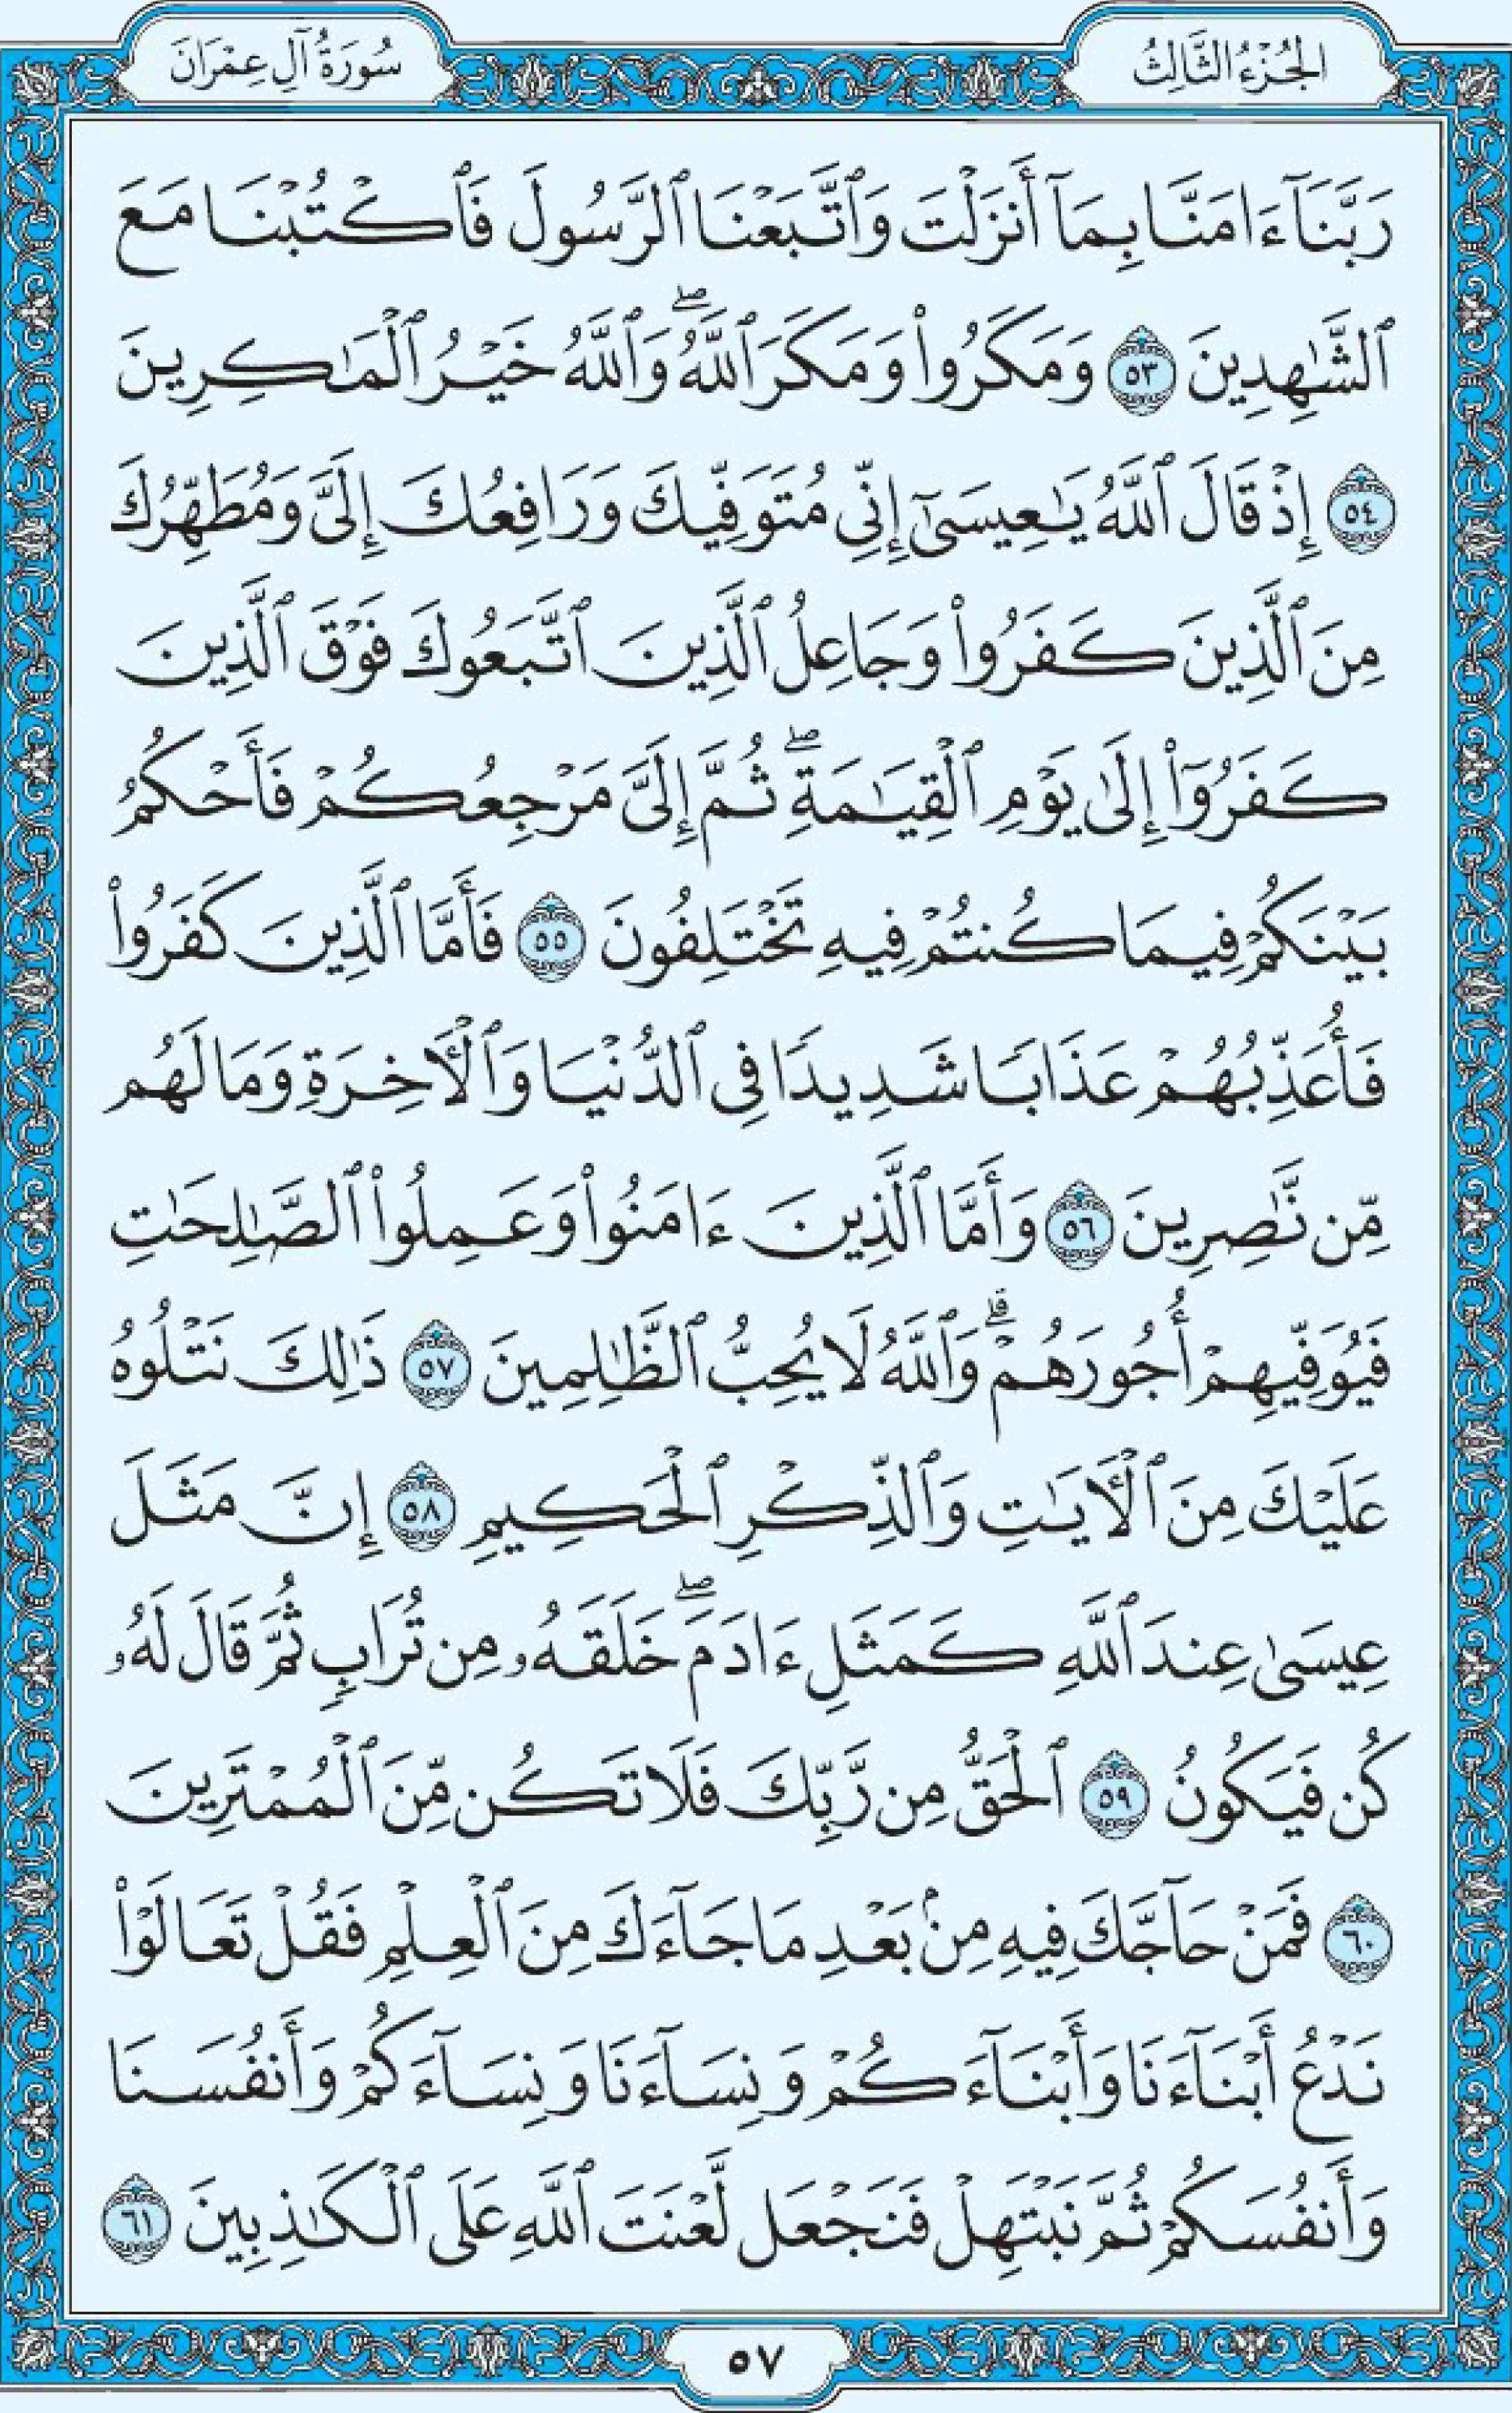 الجُزْءُ الثَّالِثُ
سُورَةُ آلِ عِمْرَانَ
رَبَّنَآ ءَامَنَّا بِمَآ أَنزَلْتَ وَٱتَّبَعْنَا ٱلرَّسُولَ فَٱكْتُبْنَا مَعَ
ٱلشَّٰهِدِينَ ٥٣ وَمَكَرُوا۟ وَمَكَرَ ٱللَّهُ ۖ وَٱللَّهُ خَيْرُ ٱلْمَٰكِرِينَ
٥٤ إِذْ قَالَ ٱللَّهُ يَٰعِيسَىٰٓ إِنِّى مُتَوَفِّيكَ وَرَافِعُكَ إِلَىَّ وَمُطَهِّرُكَ
مِنَ ٱلَّذِينَ كَفَرُوا۟ وَجَاعِلُ ٱلَّذِينَ ٱتَّبَعُوكَ فَوْقَ ٱلَّذِينَ
كَفَرُوٓا۟ إِلَىٰ يَوْمِ ٱلْقِيَٰمَةِ ۖ ثُمَّ إِلَىَّ مَرْجِعُكُمْ فَأَحْكُمُ
بَيْنَكُمْ فِيمَا كُنتُمْ فِيهِ تَخْتَلِفُونَ ٥٥ فَأَمَّا ٱلَّذِينَ كَفَرُوا۟
فَأُعَذِّبُهُمْ عَذَابًا شَدِيدًا فِى ٱلدُّنْيَا وَٱلْءَاخِرَةِ وَمَا لَهُم
مِّن نَّٰصِرِينَ ٥٦ وَأَمَّا ٱلَّذِينَ ءَامَنُوا۟ وَعَمِلُوا۟ ٱلصَّٰلِحَٰتِ
فَيُوَفِّيهِمْ أُجُورَهُمْ ۗ وَٱللَّهُ لَا يُحِبُّ ٱلظَّٰلِمِينَ ٥٧ ذَٰلِكَ نَتْلُوهُ
عَلَيْكَ مِنَ ٱلْءَايَٰتِ وَٱلذِّكْرِ ٱلْحَكِيمِ ٥٨ إِنَّ مَثَلَ
عِيسَىٰ عِندَ ٱللَّهِ كَمَثَلِ ءَادَمَ ۖ خَلَقَهُۥ مِن تُرَابٍ ثُمَّ قَالَ لَهُۥ
كُن فَيَكُونُ ٥٩ ٱلْحَقُّ مِن رَّبِّكَ فَلَا تَكُن مِّنَ ٱلْمُمْتَرِينَ
٦٠ فَمَنْ حَآجَّكَ فِيهِ مِنۢ بَعْدِ مَا جَآءَكَ مِنَ ٱلْعِلْمِ فَقُلْ تَعَالَوْا۟
نَدْعُ أَبْنَآءَنَا وَأَبْنَآءَكُمْ وَنِسَآءَنَا وَنِسَآءَكُمْ وَأَنفُسَنَا
وَأَنفُسَكُمْ ثُمَّ نَبْتَهِلْ فَنَجْعَل لَّعْنَتَ ٱللَّهِ عَلَى ٱلْكَٰذِبِينَ ٦١
٥٧